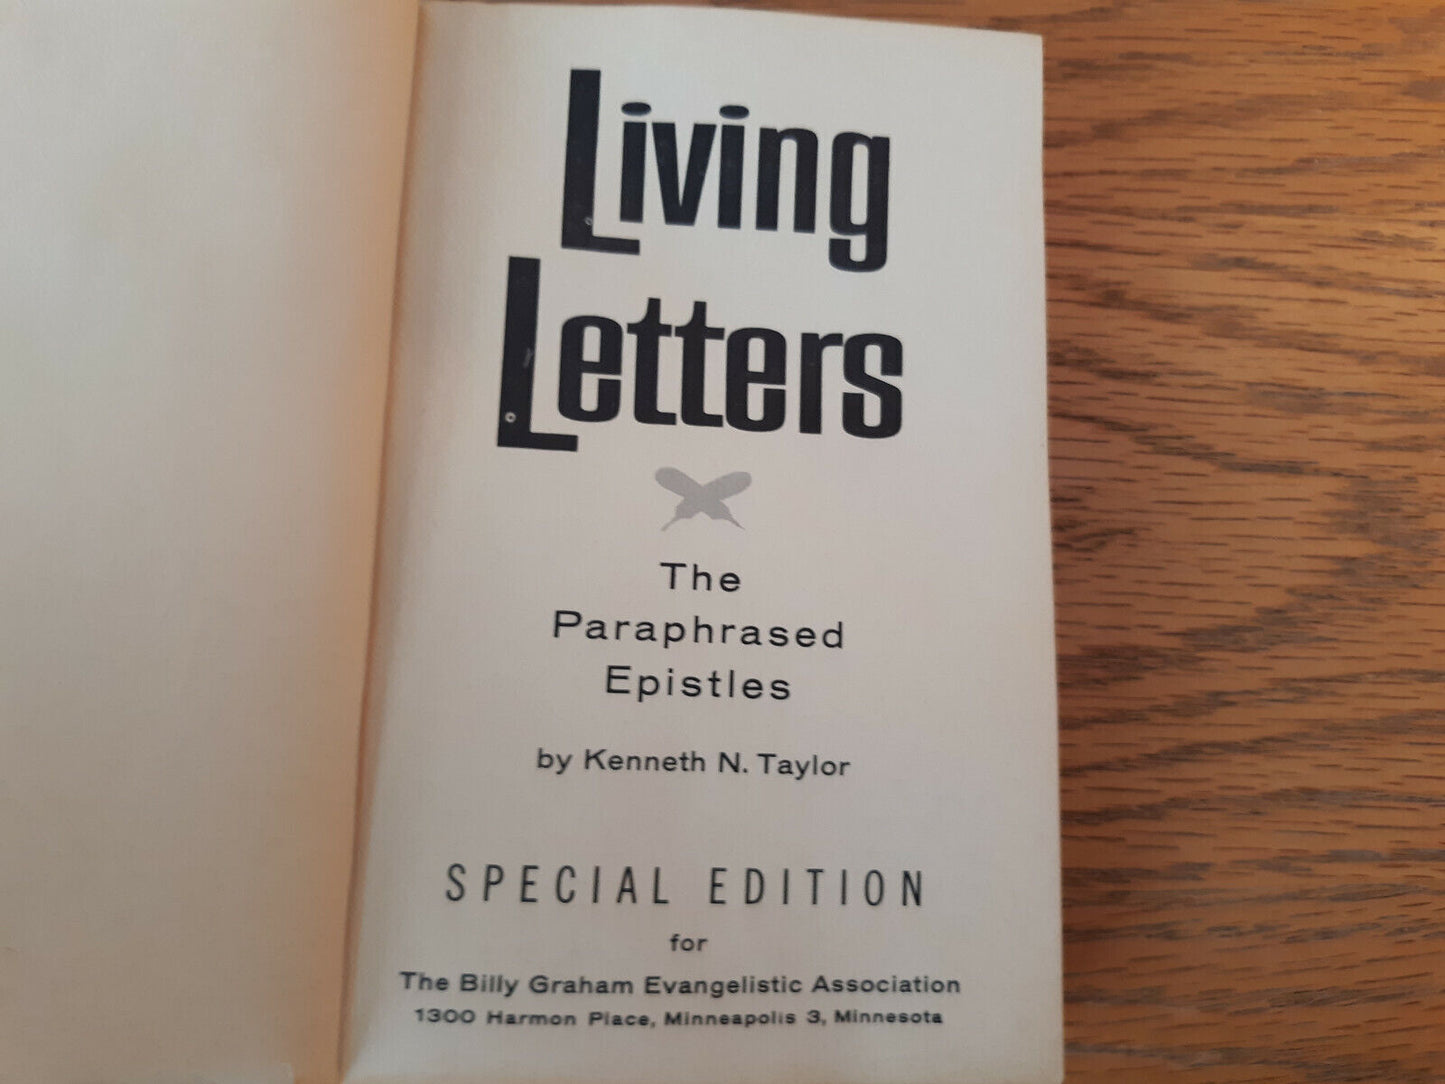 Living
Letters
The
Paraphrased
Epistles
by Kenneth N. Taylor
SPECIAL EDITION
for
The Billy Graham Evangelistic Association
1300 Harmon Place, Minneapolis 3, Minnesota